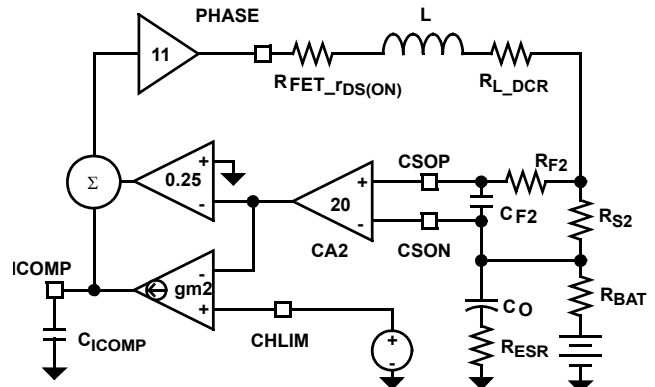 PHASE
L
11
RFET_rDS(ON)
RL_DCR
Σ
0.25
+
-
20
+
-
CA2
CSOP
CSON
RF2
CF2
RS2
ICOMP
CICOMP
gm2
-
+
CHLIM
+
-
CO
RESR
RBAT